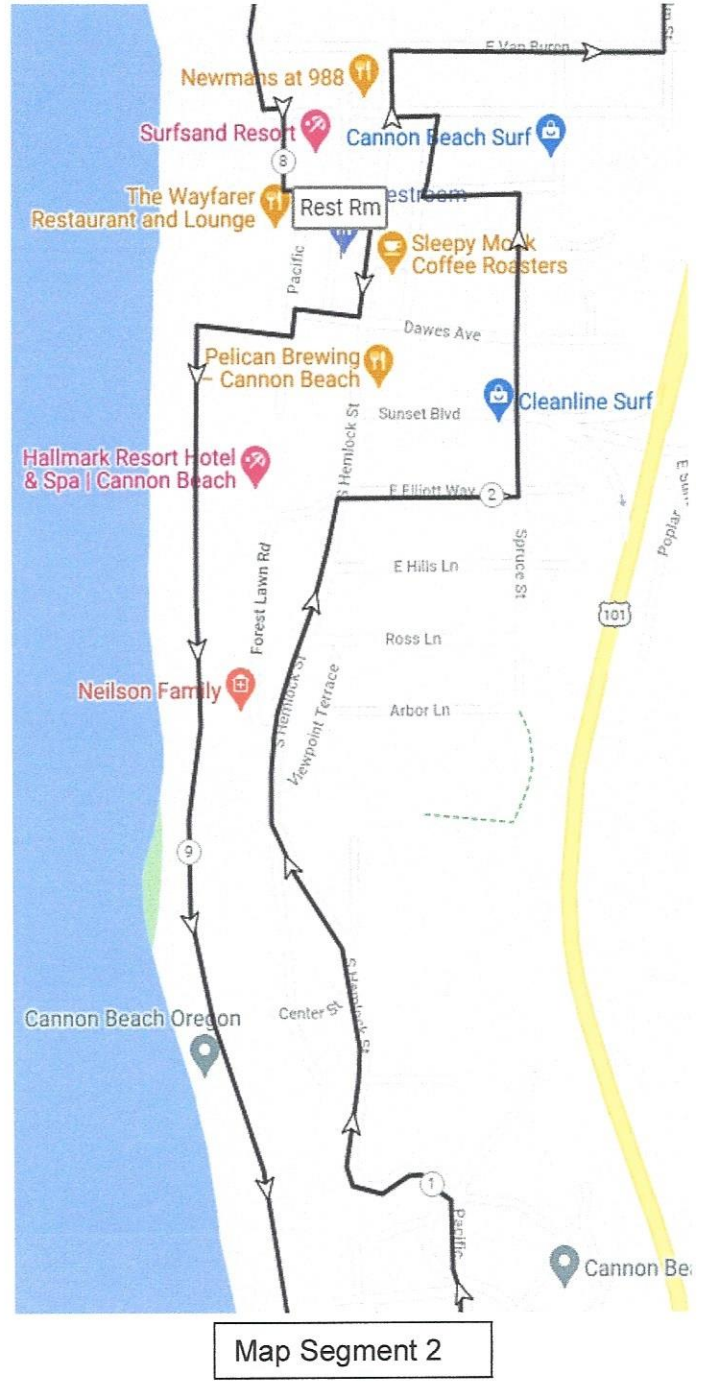 E Van Buren
Newmans at 988
Surfsand Resort
Cannon Beach Surf
8
The Wayfarer
Restaurant and Lounge
Rest Rm
estroom
Pacific
Sleepy Monk
Coffee Roasters
Dawes Ave
Pelican Brewing
– Cannon Beach
Sunset Blvd
Cleanline Surf
S Hemlock St
Hallmark Resort Hotel
& Spa | Cannon Beach
E Elliott Way
2
Poplar
Spruce St
E Hills Ln
Forest Lawn Rd
101
Ross Ln
Neilson Family
S Hemlock St
Viewpoint Terrace
Arbor Ln
9
S Hemlock St
Center St
Cannon Beach Oregon
1
Pacific
Cannon Bea
Map Segment 2